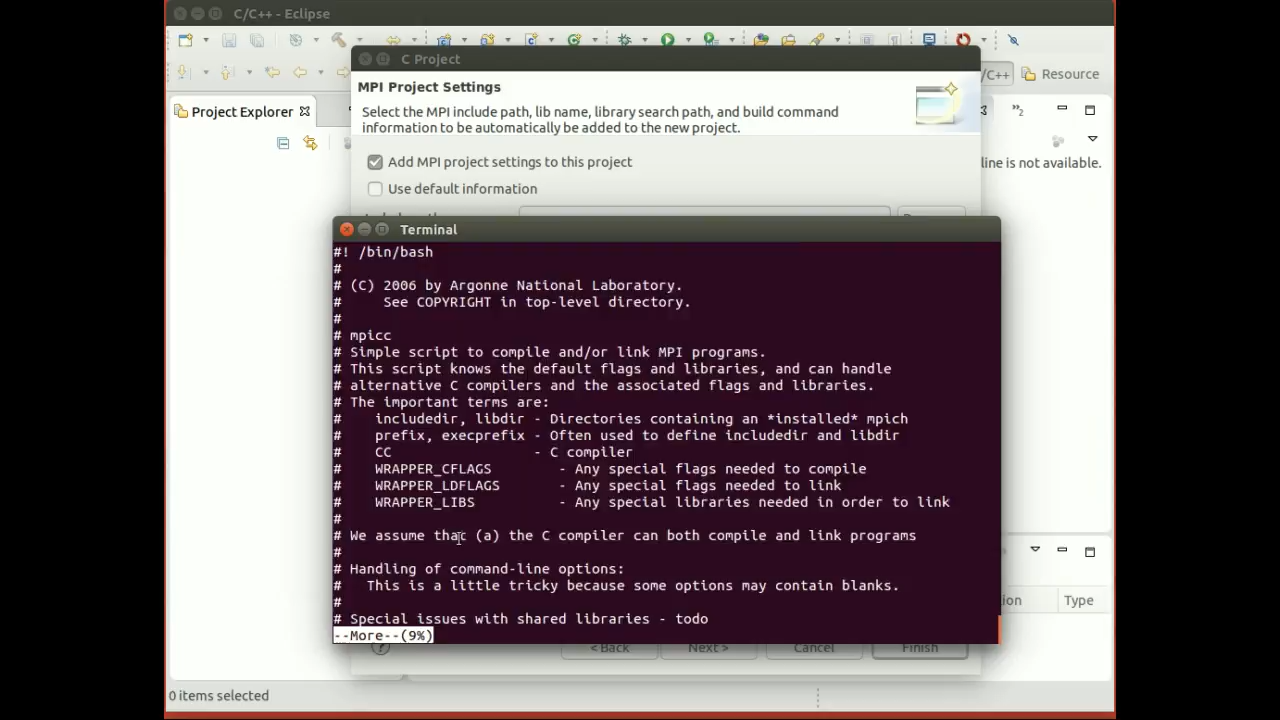 C/C++ - Eclipse
C Project
MPI Project Settings
/C++
Resource
Project Explorer
Select the MPI include path, lib name, library search path, and build command
information to be automatically be added to the new project.
»2
Add MPI project settings to this project
line is not available.
Use default information
Terminal
#! /bin/bash
#
# (C) 2006 by Argonne National Laboratory.
#     See COPYRIGHT in top-level directory.
#
# mpicc
# Simple script to compile and/or link MPI programs.
# This script knows the default flags and libraries, and can handle
# alternative C compilers and the associated flags and libraries.
# The important terms are:
#    includedir, libdir - Directories containing an *installed* mpich
#    prefix, execprefix - Often used to define includedir and libdir
#    CC                 - C compiler
#    WRAPPER_CFLAGS        - Any special flags needed to compile
#    WRAPPER_LDFLAGS       - Any special flags needed to link
#    WRAPPER_LIBS          - Any special libraries needed in order to link
#
# We assume that (a) the C compiler can both compile and link programs
#
# Handling of command-line options:
#   This is a little tricky because some options may contain blanks.
#
# Special issues with shared libraries - todo
--More--(9%)
ion
Type
< Back
Next >
Cancel
Finish
0 items selected